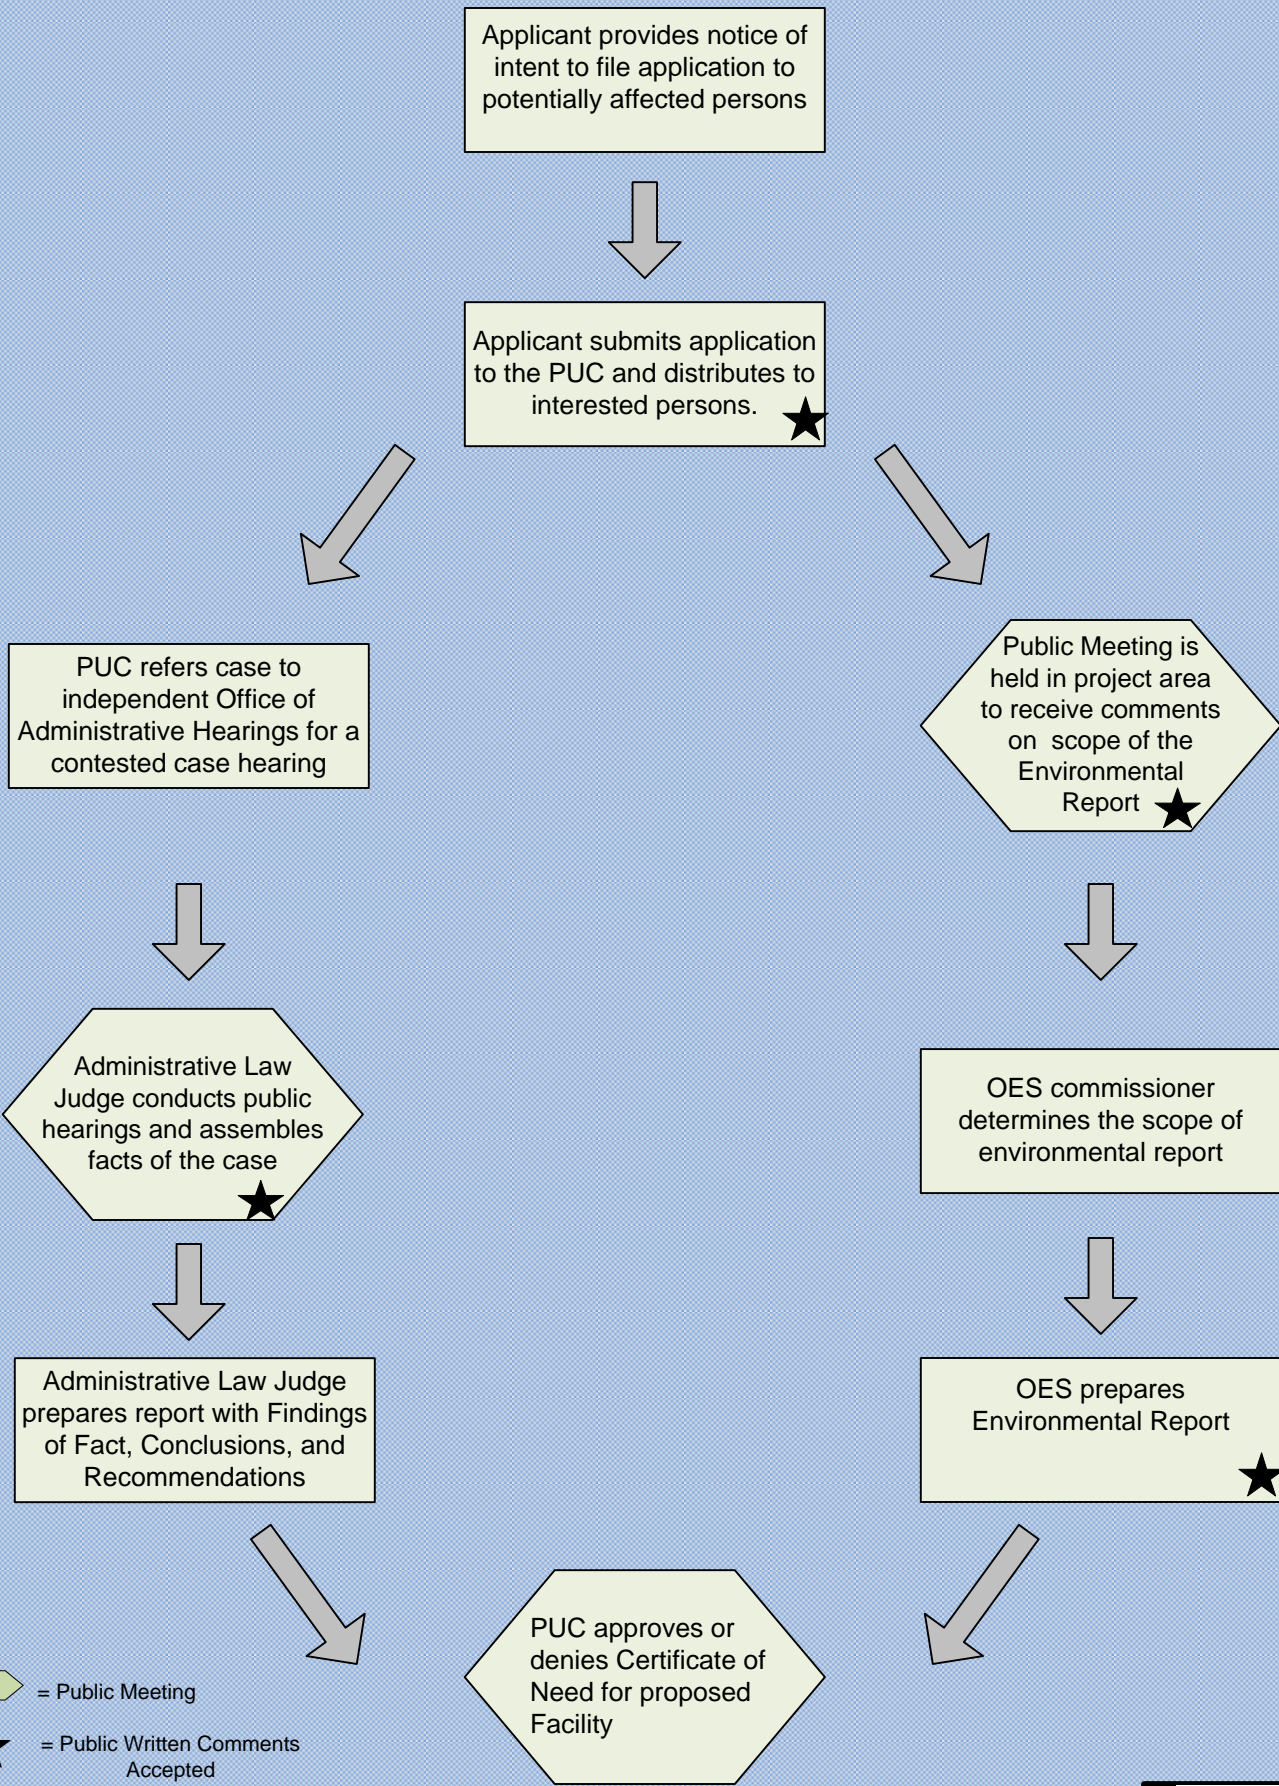 Applicant provides notice of
intent to file application to
potentially affected persons
Applicant submits application
to the PUC and distributes to
interested persons.
PUC refers case to
independent Office of
Administrative Hearings for a
contested case hearing
Public Meeting is
held in project area
to receive comments
on scope of the
Environmental
Report
Administrative Law
Judge conducts public
hearings and assembles
facts of the case
OES commissioner
determines the scope of
environmental report
Administrative Law Judge
prepares report with Findings
of Fact, Conclusions, and
Recommendations
OES prepares
Environmental Report
PUC approves or
denies Certificate of
Need for proposed
Facility
= Public Meeting
= Public Written Comments
Accepted